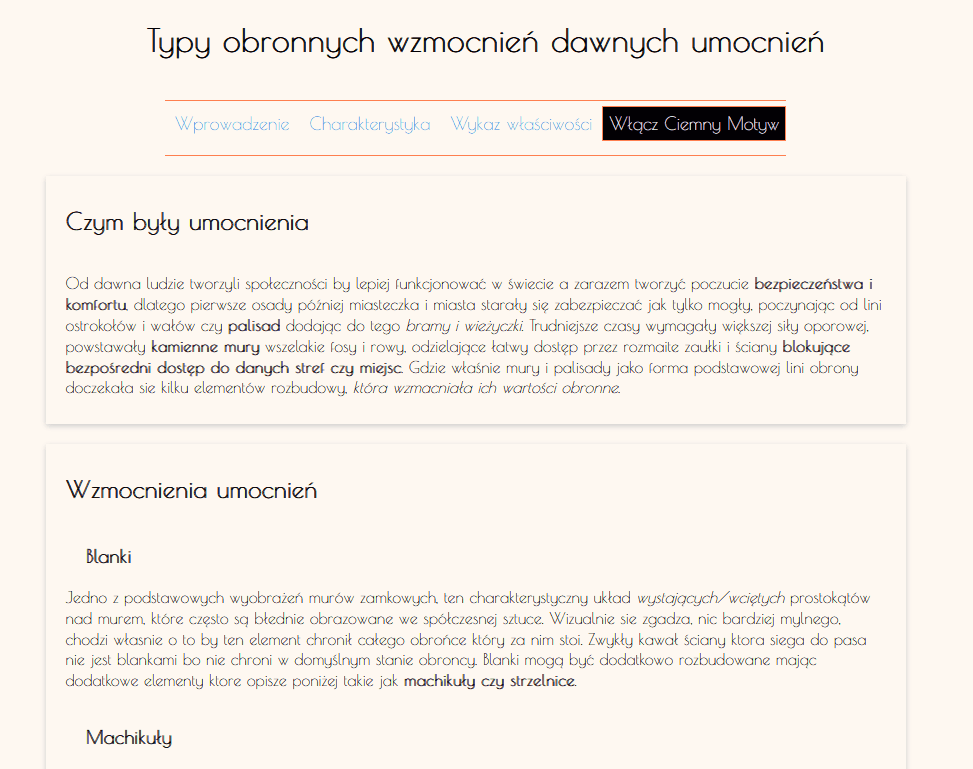 Typy obronnych wzmocnień dawnych umocnień
Wprowadzenie Charakterystyka Wykaz właściwości Włącz Ciemny Motyw
Czym były umocnienia
Od dawna ludzie tworzyli społeczności by lepiej funkcjonować w świecie a zarazem tworzyć poczucie bezpieczeństwa i
komfortu, dlatego pierwsze osady później miasteczka i miasta starały się zabezpieczać jak tylko mogły, poczynając od lini
ostrokołów i wałów czy palisad dodając do tego bramy i wieżyczki. Trudniejsze czasy wymagały większej siły oporowej,
powstawały kamienne mury wszelakie fosy i rowy, odzielające łatwy dostęp przez rozmaite zaułki i ściany blokujące
bezpośredni dostęp do danych stref czy miejsc. Gdzie właśnie mury i palisady jako forma podstawowej lini obrony
doczekała sie kilku elementów rozbudowy, która wzmacniała ich wartości obronne.
Wzmocnienia umocnień
Blanki
Jedno z podstawowych wyobrażeń murów zamkowych, ten charakterystyczny układ wystających/wciętych prostokątów
nad murem, które często są błednie obrazowane we spółczesnej sztuce. Wizualnie sie zgadza, nic bardziej mylnego,
chodzi własnie o to by ten element chronił całego obrońce który za nim stoi. Zwykły kawał ściany ktora siega do pasa
nie jest blankami bo nie chroni w domyślnym stanie obroncy. Blanki mogą być dodatkowo rozbudowane mając
dodatkowe elementy ktore opisze poniżej takie jak machikuły czy strzelnice.
Machikuły